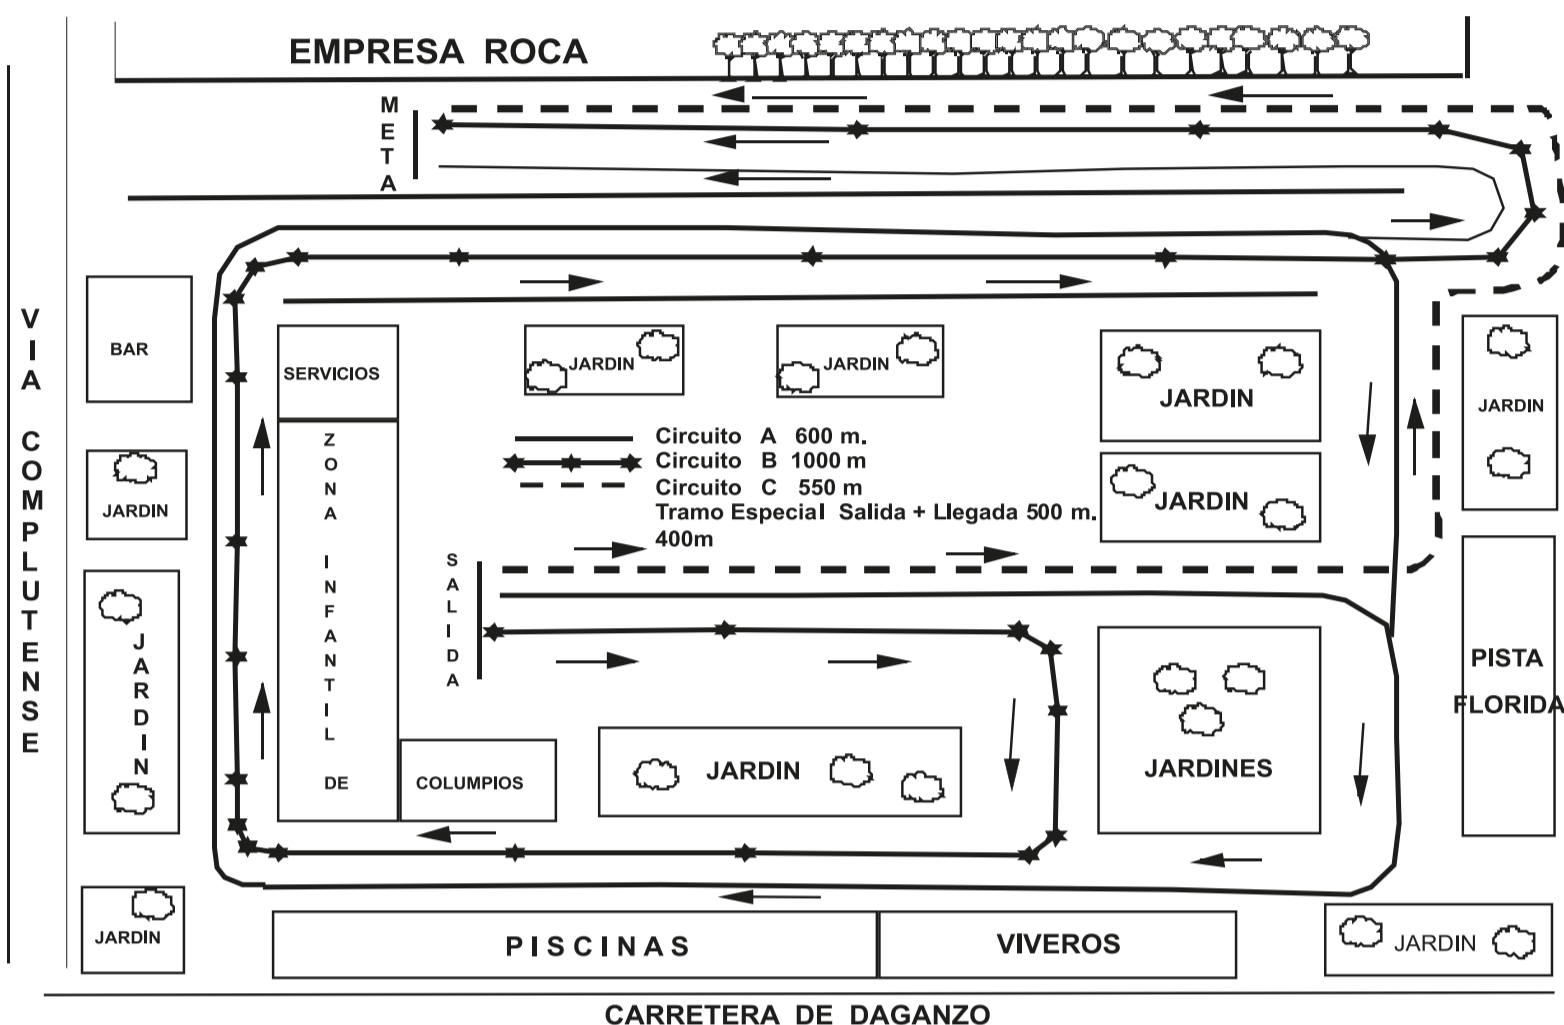 EMPRESA ROCA
META
VIA COMPLUTENSE
BAR
SERVICIOS
JARDIN
JARDIN
JARDIN
JARDIN
Circuito A 600 m.
Circuito B 1000 m
Circuito C 550 m
Tramo Especial Salida + Llegada 500 m.
400m
JARDIN
JARDIN
ZONA INFANTIL DE
COLUMPIOS
SALIDA
JARDIN
JARDIN
JARDINES
PISTA
FLORIDA
JARDIN
PISCINAS
VIVEROS
JARDIN
CARRETERA DE DAGANZO